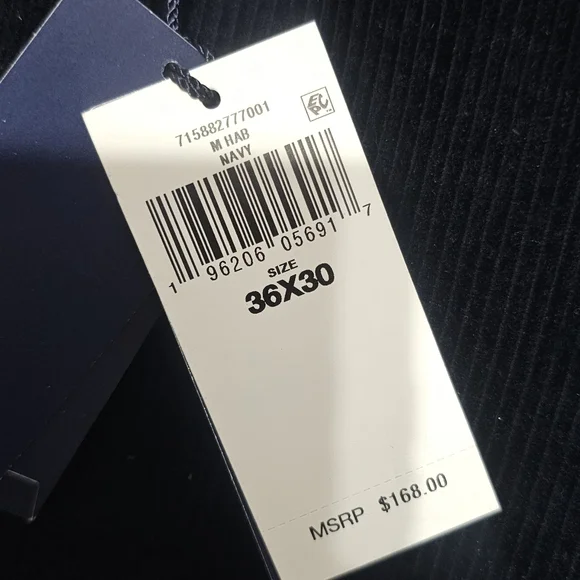 715882777001
M HAB
NAVY
1 96206 05691 7
SIZE
36X30
MSRP $168.00